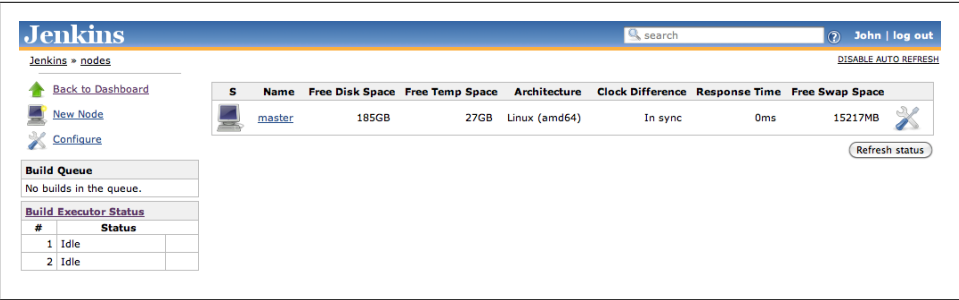 Jenkins
search
John | log out
Jenkins » nodes
DISABLE AUTO REFRESH
Back to Dashboard
New Node
Configure
Build Queue
No builds in the queue.
Build Executor Status
# Status
1 Idle
2 Idle
S Name Free Disk Space Free Temp Space Architecture Clock Difference Response Time Free Swap Space
master 185GB 27GB Linux (amd64) In sync 0ms 15217MB
Refresh status